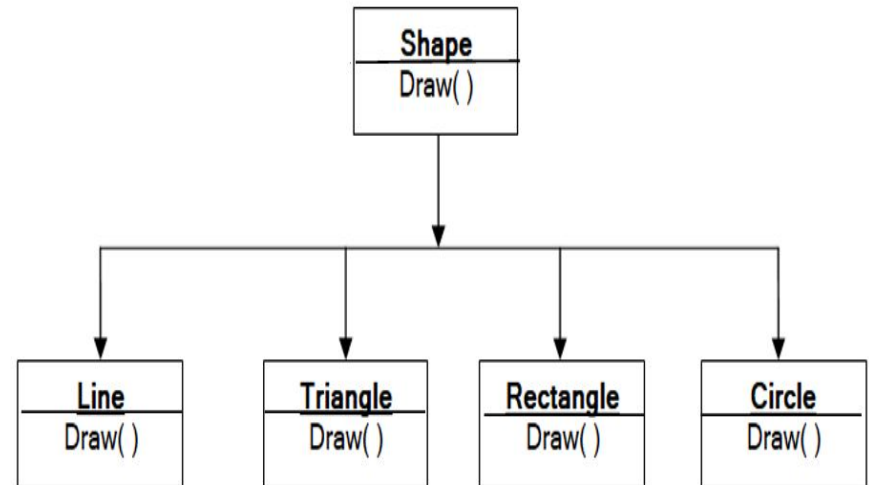 Shape
Draw( )
Line
Draw( )
Triangle
Draw( )
Rectangle
Draw( )
Circle
Draw( )